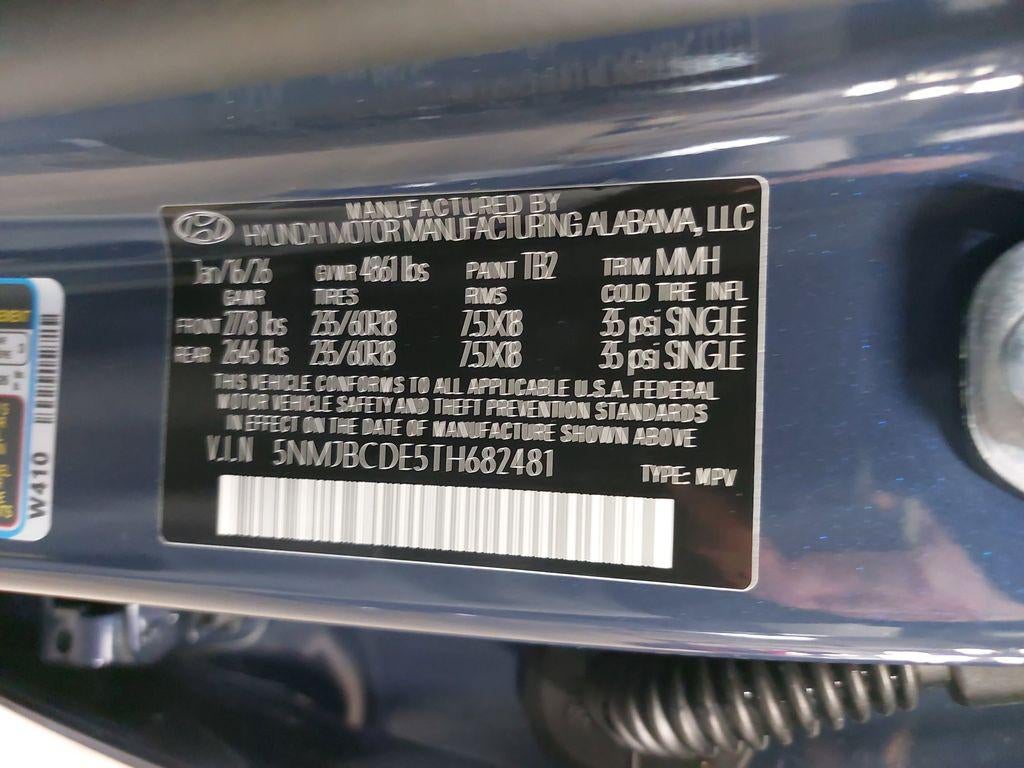 MANUFACTURED BY
HYUNDAI MOTOR MANUFACTURING ALABAMA, LLC
Jan/16/26 GVWR 4861 lbs PAINT TB2 TRIM MMH
GAWR TIRES RIMS COLD TIRE INFL
FRONT 2778 lbs 235/60R18 7.5JX18 35 psi SINGLE
REAR 2646 lbs 235/60R18 7.5JX18 35 psi SINGLE
THIS VEHICLE CONFORMS TO ALL APPLICABLE U.S.A. FEDERAL
MOTOR VEHICLE SAFETY AND THEFT PREVENTION STANDARDS
IN EFFECT ON THE DATE OF MANUFACTURE SHOWN ABOVE
V.I.N 5NMJBCDE5TH682481 TYPE: MPV
W410